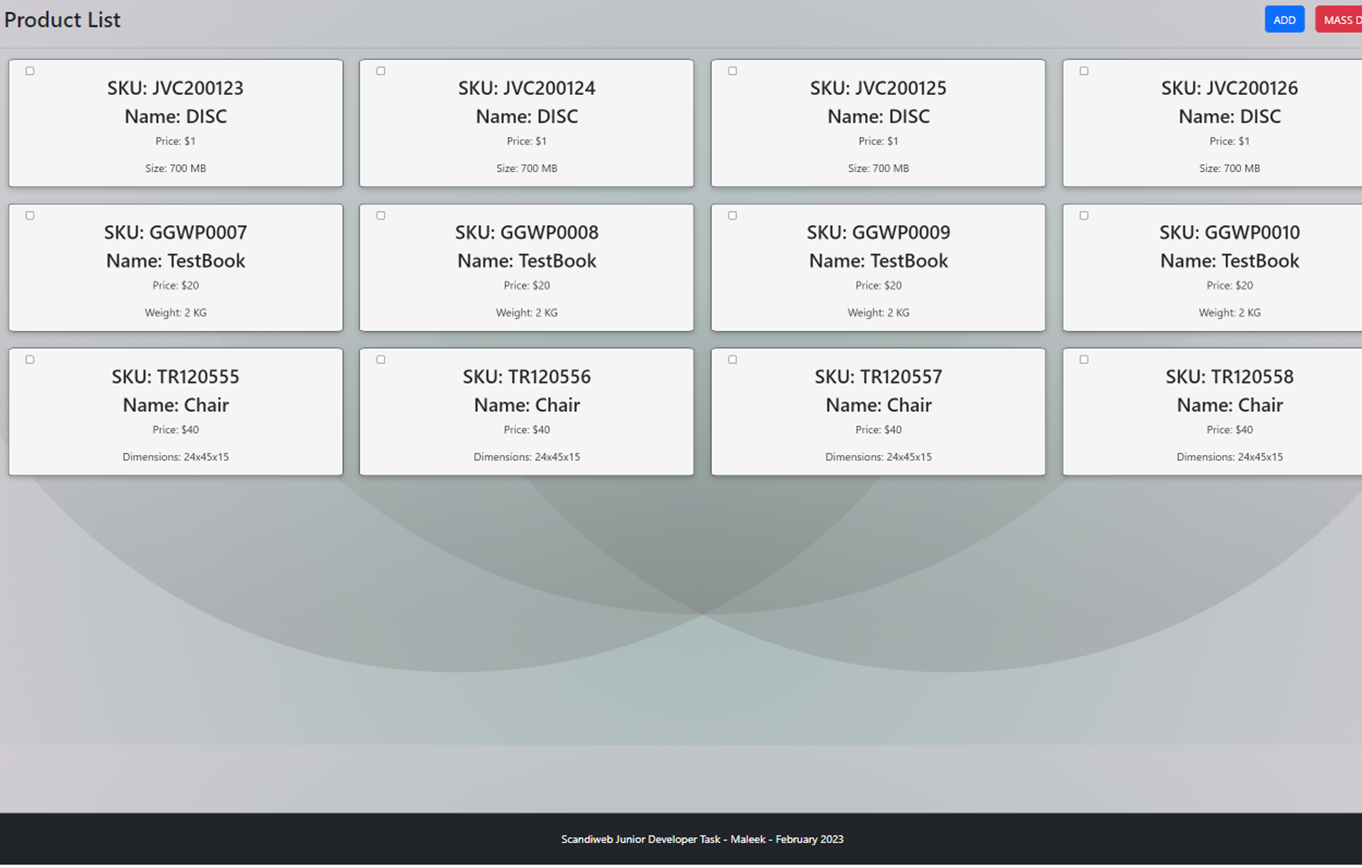 Product List
ADD
MASS D
SKU: JVC200123
Name: DISC
Price: $1
Size: 700 MB
SKU: JVC200124
Name: DISC
Price: $1
Size: 700 MB
SKU: JVC200125
Name: DISC
Price: $1
Size: 700 MB
SKU: JVC200126
Name: DISC
Price: $1
Size: 700 MB
SKU: GGWP0007
Name: TestBook
Price: $20
Weight: 2 KG
SKU: GGWP0008
Name: TestBook
Price: $20
Weight: 2 KG
SKU: GGWP0009
Name: TestBook
Price: $20
Weight: 2 KG
SKU: GGWP0010
Name: TestBook
Price: $20
Weight: 2 KG
SKU: TR120555
Name: Chair
Price: $40
Dimensions: 24x45x15
SKU: TR120556
Name: Chair
Price: $40
Dimensions: 24x45x15
SKU: TR120557
Name: Chair
Price: $40
Dimensions: 24x45x15
SKU: TR120558
Name: Chair
Price: $40
Dimensions: 24x45x15
Scandiweb Junior Developer Task - Maleek - February 2023